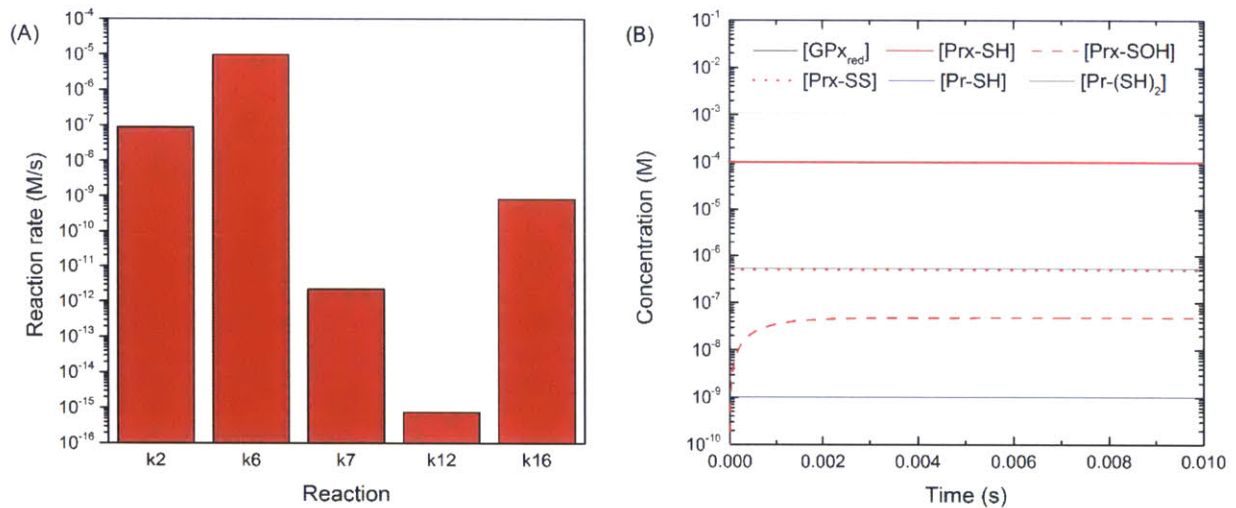 (A)
10⁻⁴
10⁻⁵
10⁻⁶
10⁻⁷
10⁻⁸
10⁻⁹
10⁻¹⁰
10⁻¹¹
10⁻¹²
10⁻¹³
10⁻¹⁴
10⁻¹⁵
10⁻¹⁶
Reaction rate (M/s)
k2 k6 k7 k12 k16
Reaction
(B)
10⁻¹
10⁻²
10⁻³
10⁻⁴
10⁻⁵
10⁻⁶
10⁻⁷
10⁻⁸
10⁻⁹
10⁻¹⁰
Concentration (M)
[GPx_red] [Prx-SH] [Prx-SOH]
[Prx-SS] [Pr-SH] [Pr-(SH)₂]
0.000 0.002 0.004 0.006 0.008 0.010
Time (s)